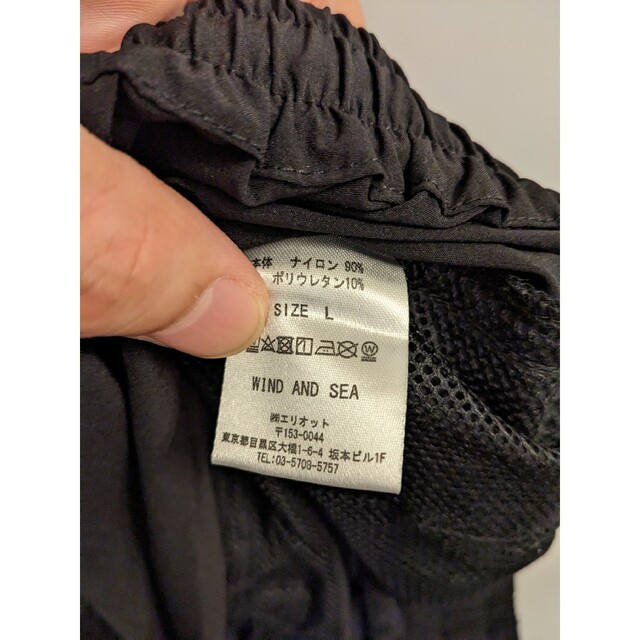 本体 ナイロン 90%
ポリウレタン10%
SIZE L
WIND AND SEA
㈱エリオット
〒153-0044
東京都目黒区大橋1-6-4 坂本ビル1F
TEL:03-5708-5757